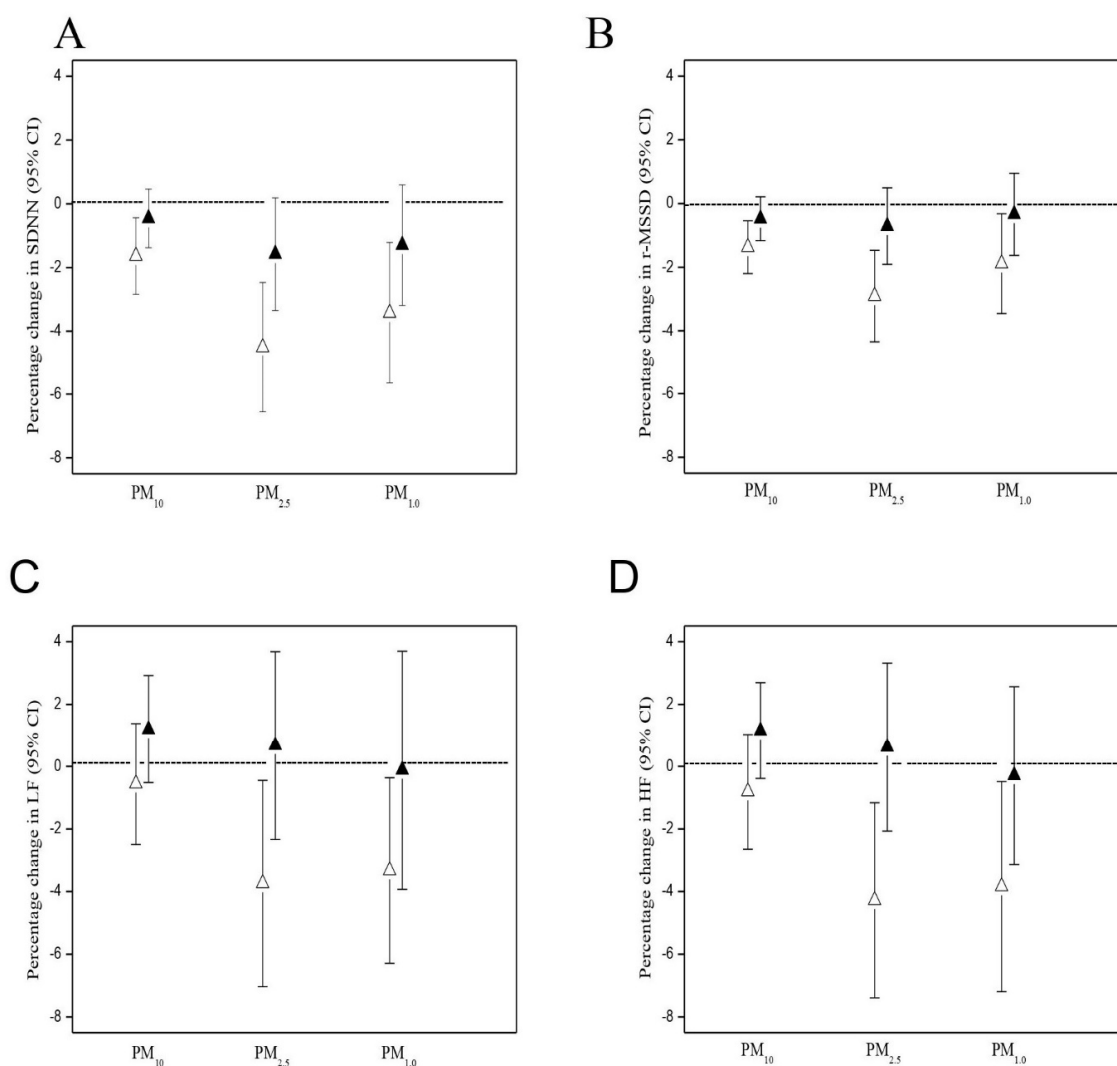 A
Percentage change in SDNN (95% CI)
4
2
0
-2
-4
-6
-8
PM10
PM2.5
PM1.0
B
Percentage change in r-MSSD (95% CI)
4
2
0
-2
-4
-6
-8
PM10
PM2.5
PM1.0
C
Percentage change in LF (95% CI)
4
2
0
-2
-4
-6
-8
PM10
PM2.5
PM1.0
D
Percentage change in HF (95% CI)
4
2
0
-2
-4
-6
-8
PM10
PM2.5
PM1.0